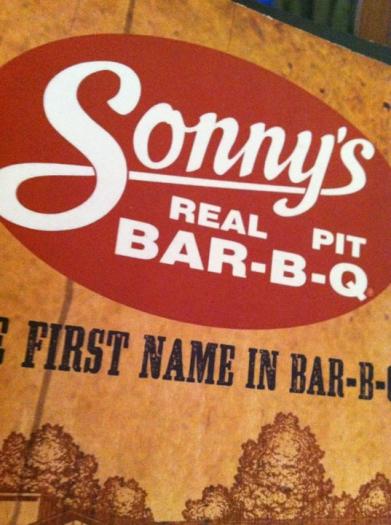 Sonny's
REAL PIT
BAR-B-Q
E FIRST NAME IN BAR-B-